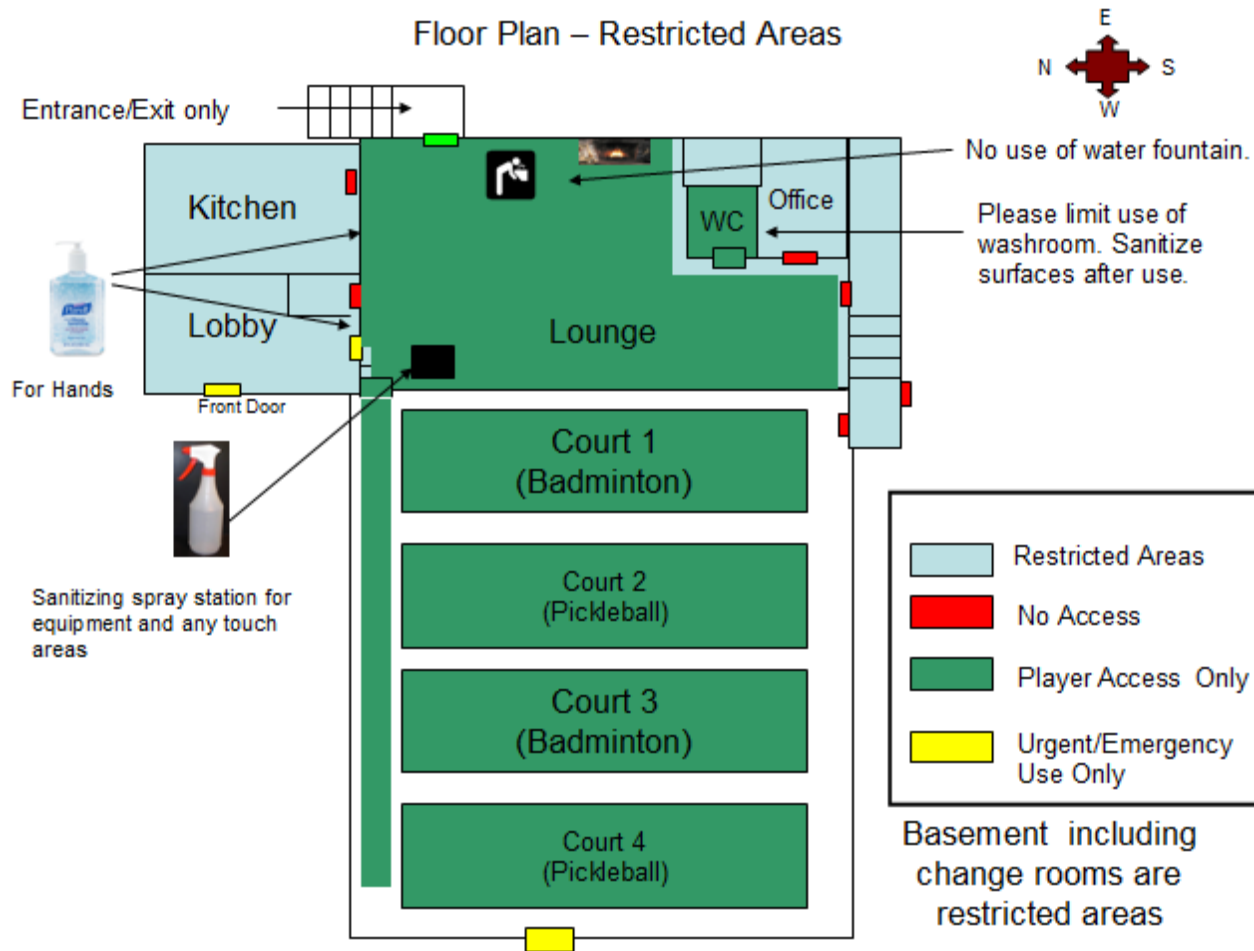 Floor Plan – Restricted Areas
E
N
S
W
Entrance/Exit only
No use of water fountain.
Kitchen
Office
WC
Please limit use of
washroom. Sanitize
surfaces after use.
Lobby
Lounge
For Hands
Front Door
Court 1
(Badminton)
Court 2
(Pickleball)
Court 3
(Badminton)
Court 4
(Pickleball)
Sanitizing spray station for
equipment and any touch
areas
Restricted Areas
No Access
Player Access Only
Urgent/Emergency
Use Only
Basement including
change rooms are
restricted areas